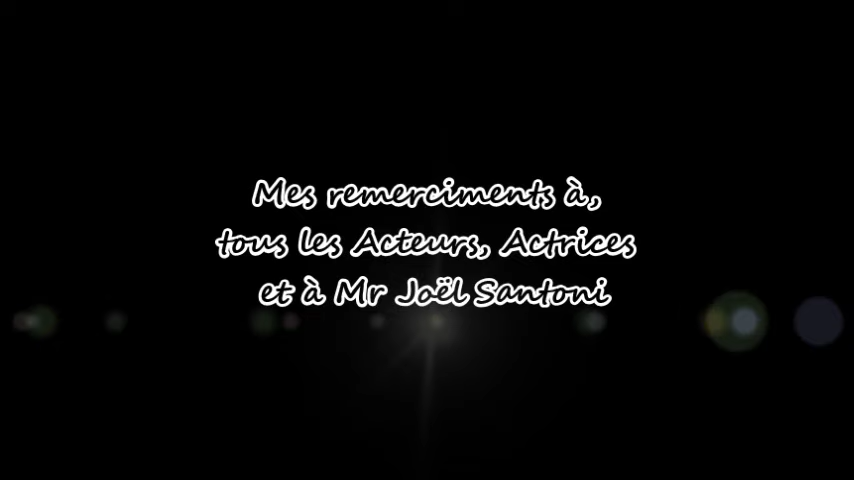 Mes remerciments à,
tous les Acteurs, Actrices
et à Mr Joël Santoni